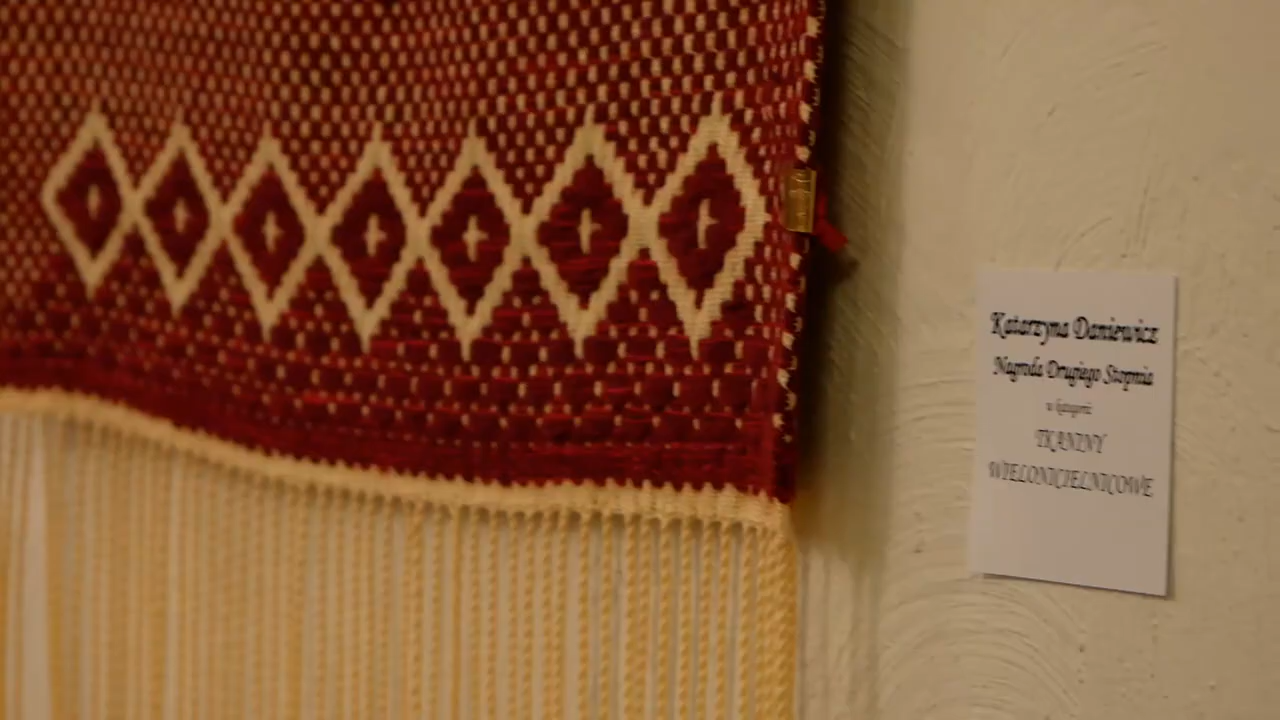 Katarzyna Daniewicz
Nagroda Drugiego Stopnia
w kategorii
TKANINY
WIELONICIELNICOWE